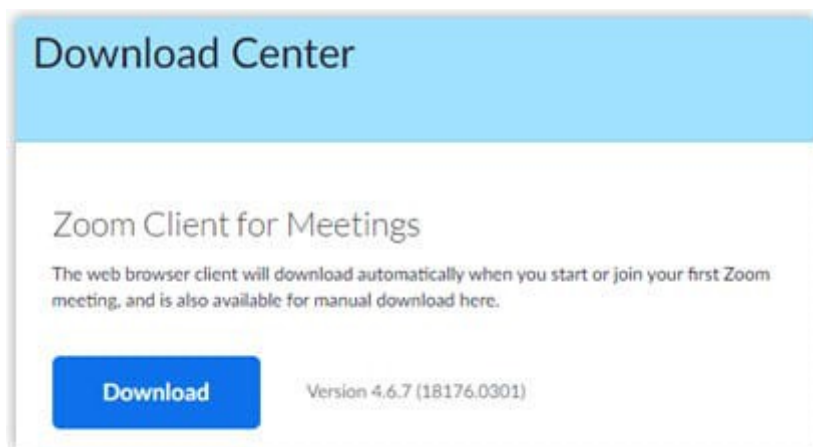 Download Center
Zoom Client for Meetings
The web browser client will download automatically when you start or join your first Zoom
meeting, and is also available for manual download here.
Download
Version 4.6.7 (18176.0301)